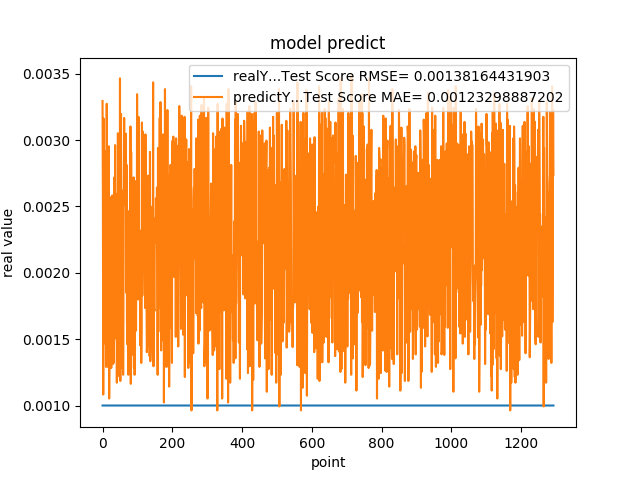 model predict
realY...Test Score RMSE= 0.00138164431903
predictY...Test Score MAE= 0.00123298887202
0.0035
0.0030
0.0025
0.0020
0.0015
0.0010
real value
0 200 400 600 800 1000 1200
point